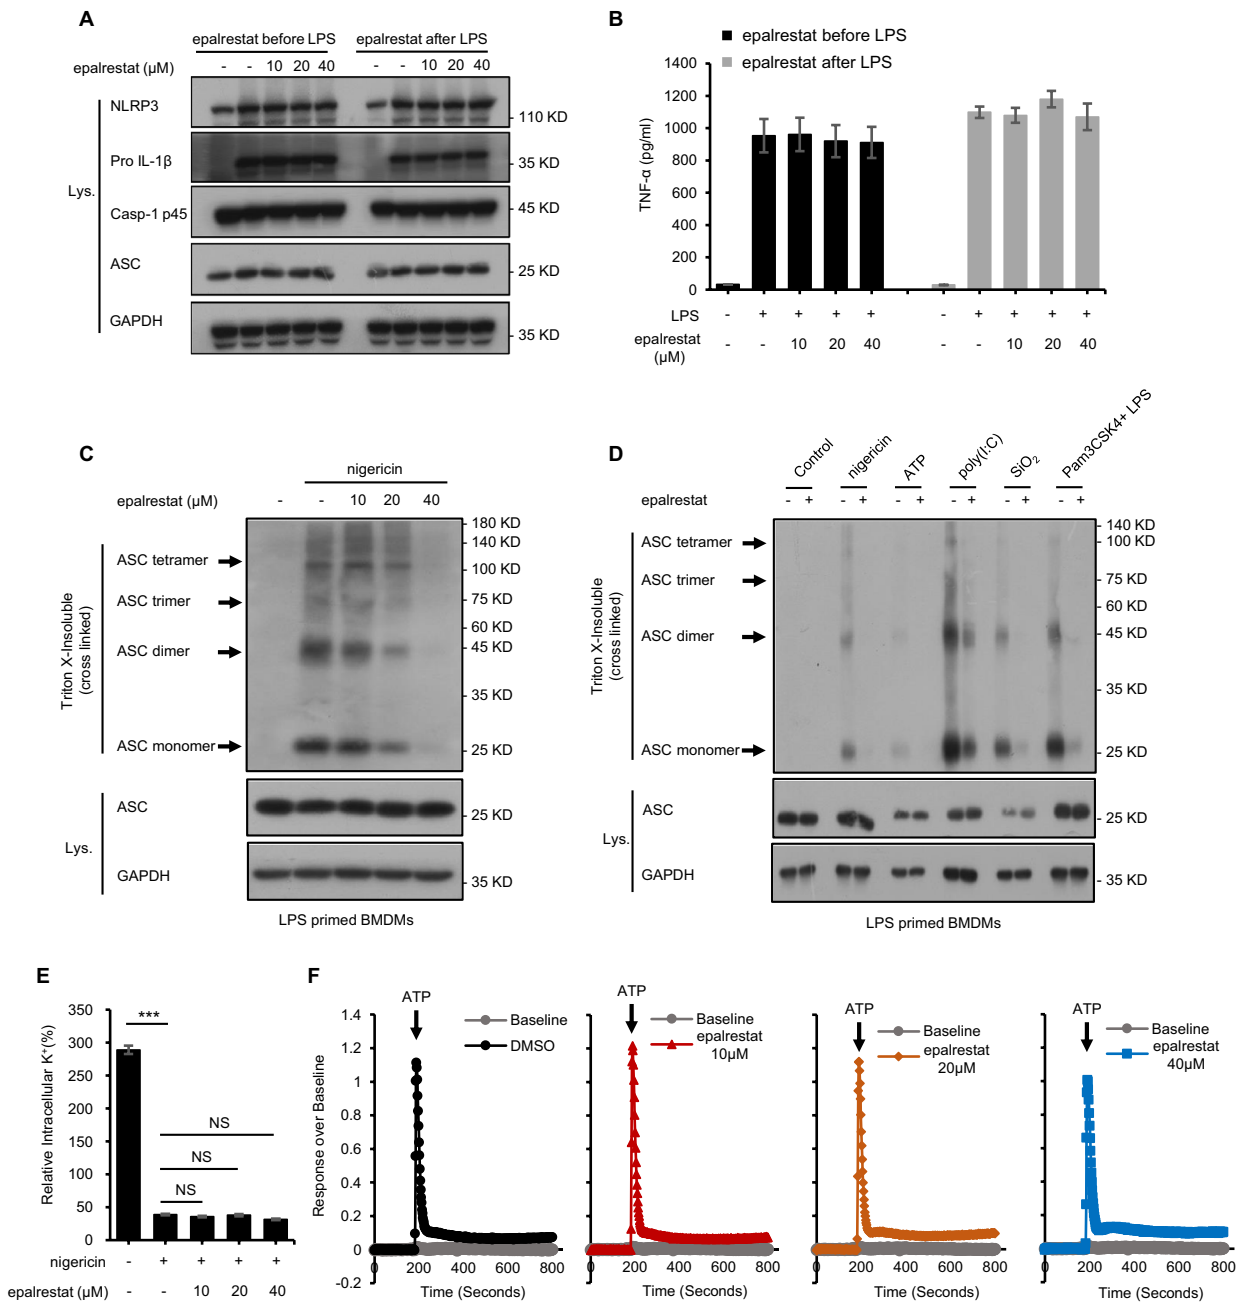 A
epalrestat before LPS
epalrestat after LPS
epalrestat (µM)
- - 10 20 40 - - 10 20 40
NLRP3
110 KD
Pro IL-1β
35 KD
Lys.
Casp-1 p45
45 KD
ASC
25 KD
GAPDH
35 KD
B
epalrestat before LPS
epalrestat after LPS
TNF-α (pg/ml)
1400
1200
1000
800
600
400
200
0
LPS - + + + + - + + + +
epalrestat (µM) - - 10 20 40 - - 10 20 40
C
nigericin
epalrestat (µM) - - 10 20 40
180 KD
140 KD
ASC tetramer
100 KD
ASC trimer
75 KD
60 KD
ASC dimer
45 KD
35 KD
ASC monomer
25 KD
Triton X-Insoluble
(cross linked)
ASC
25 KD
Lys.
GAPDH
35 KD
LPS primed BMDMs
D
Control
nigericin
ATP
poly(I:C)
SiO₂
Pam3CSK4+ LPS
epalrestat - + - + - + - + - + - +
140 KD
ASC tetramer
100 KD
ASC trimer
75 KD
60 KD
ASC dimer
45 KD
35 KD
ASC monomer
25 KD
Triton X-Insoluble
(cross linked)
ASC
25 KD
Lys.
GAPDH
35 KD
LPS primed BMDMs
E
Relative Intracellular K⁺(%)
350
300
250
200
150
100
50
0
***
NS
NS
NS
nigericin - + + + +
epalrestat (µM) - - 10 20 40
F
Response over Baseline
1.4
1.2
1
0.8
0.6
0.4
0.2
0
-0.2
ATP
Baseline
DMSO
0 200 400 600 800
Time (Seconds)
ATP
Baseline
epalrestat
10µM
0 200 400 600 800
Time (Seconds)
ATP
Baseline
epalrestat
20µM
0 200 400 600 800
Time (Seconds)
ATP
Baseline
epalrestat
40µM
0 200 400 600 800
Time (Seconds)